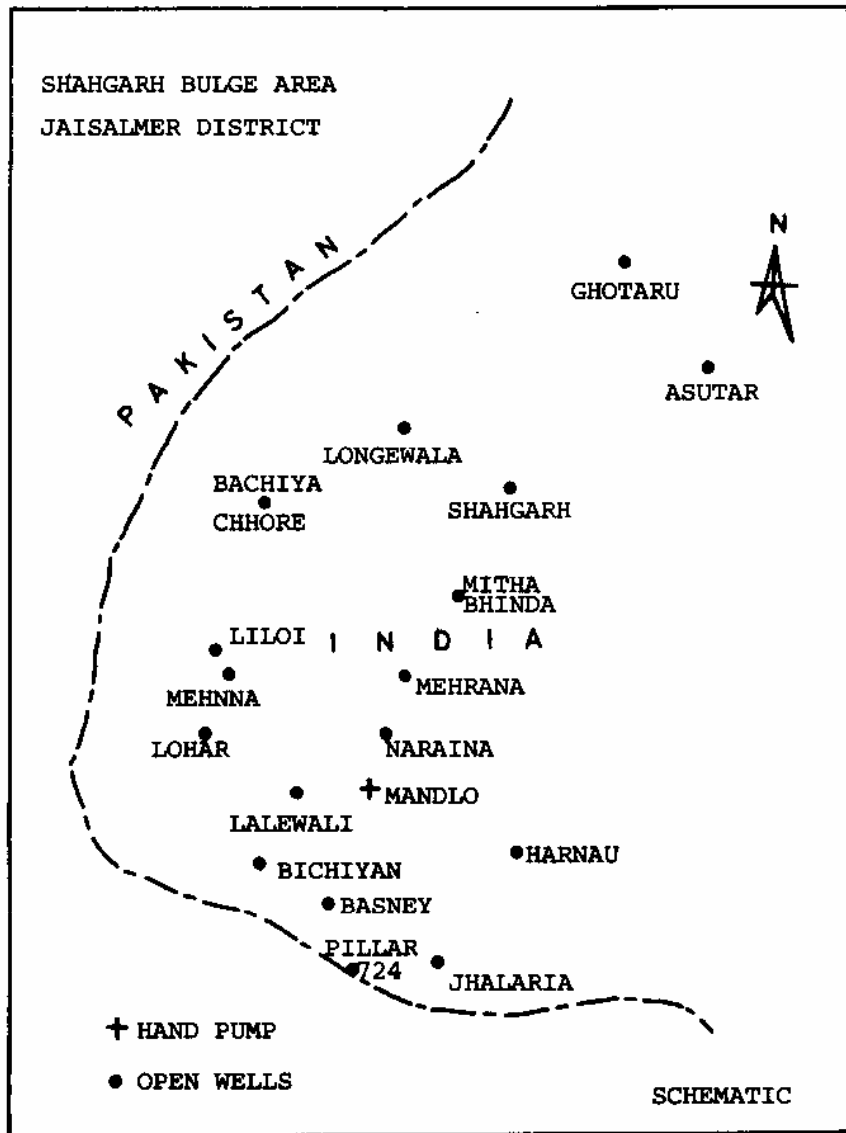 SHAHGARH BULGE AREA
JAISALMER DISTRICT
N
PAKISTAN
GHOTARU
ASUTAR
LONGEWALA
BACHIYA
CHHORE
SHAHGARH
MITHA
BHINDA
LILOI
INDIA
MEHNNA
MEHRANA
LOHAR
NARAINA
MANDLO
LALEWALI
HARNAU
BICHIYAN
BASNEY
PILLAR
724
JHALARIA
HAND PUMP
OPEN WELLS
SCHEMATIC